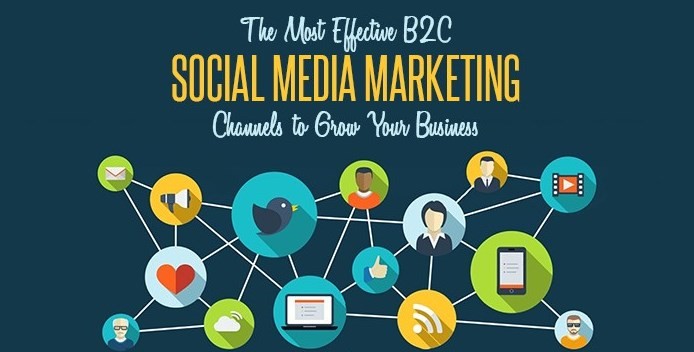 The Most Effective B2C
SOCIAL MEDIA MARKETING
Channels to Grow Your Business